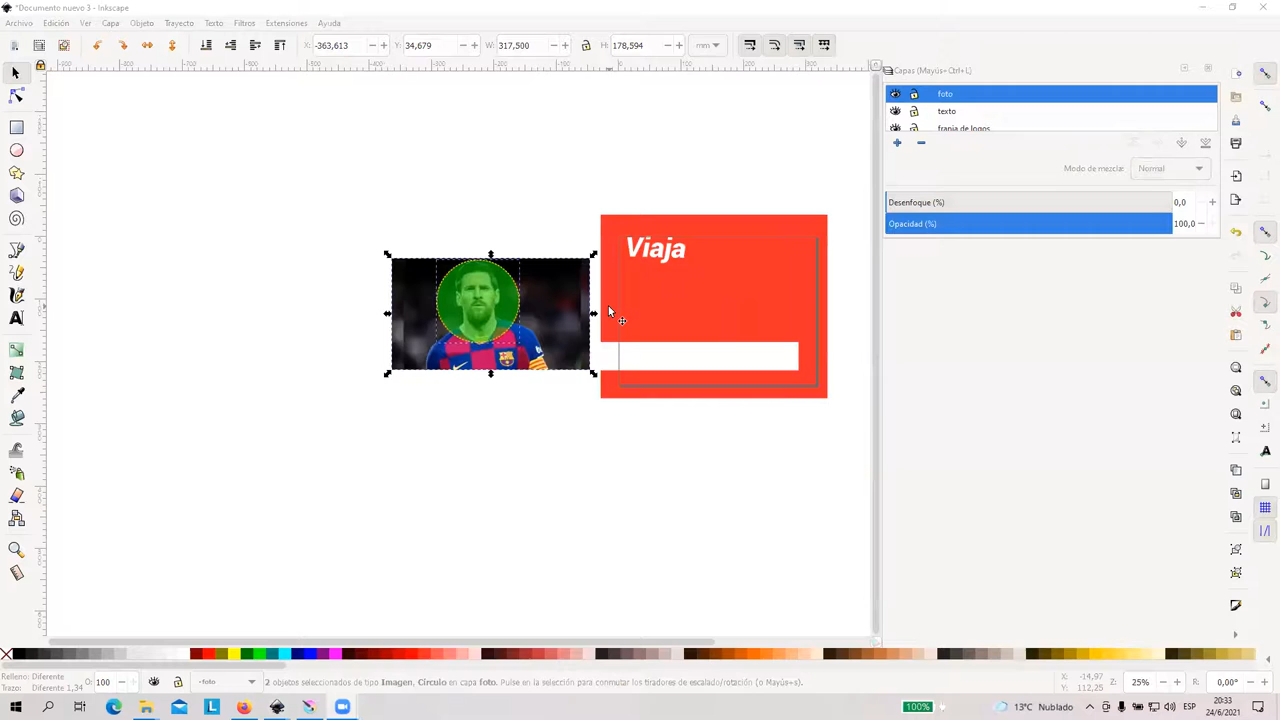 *Documento nuevo 3 - Inkscape
Archivo Edición Ver Capa Objeto Trayecto Texto Filtros Extensiones Ayuda
X: -363,613 Y: 34,679 W: 317,500 H: 178,594 mm
Capas (Mayús+Ctrl+L)
foto
texto
franja de logos
Modo de mezcla: Normal
Desenfoque (%) 0,0
Opacidad (%) 100,0
Viaja
Relleno: Diferente
Trazo: Diferente 1,34
O: 100
-foto
2 objetos seleccionados de tipo Imagen, Círculo en capa foto. Pulse en la selección para conmutar los tiradores de escalado/rotación (o Mayús+s).
X: -14,97
Y: 112,25
Z: 25%
R: 0,00°
100%
13°C Nublado
ESP
20:33
24/6/2021